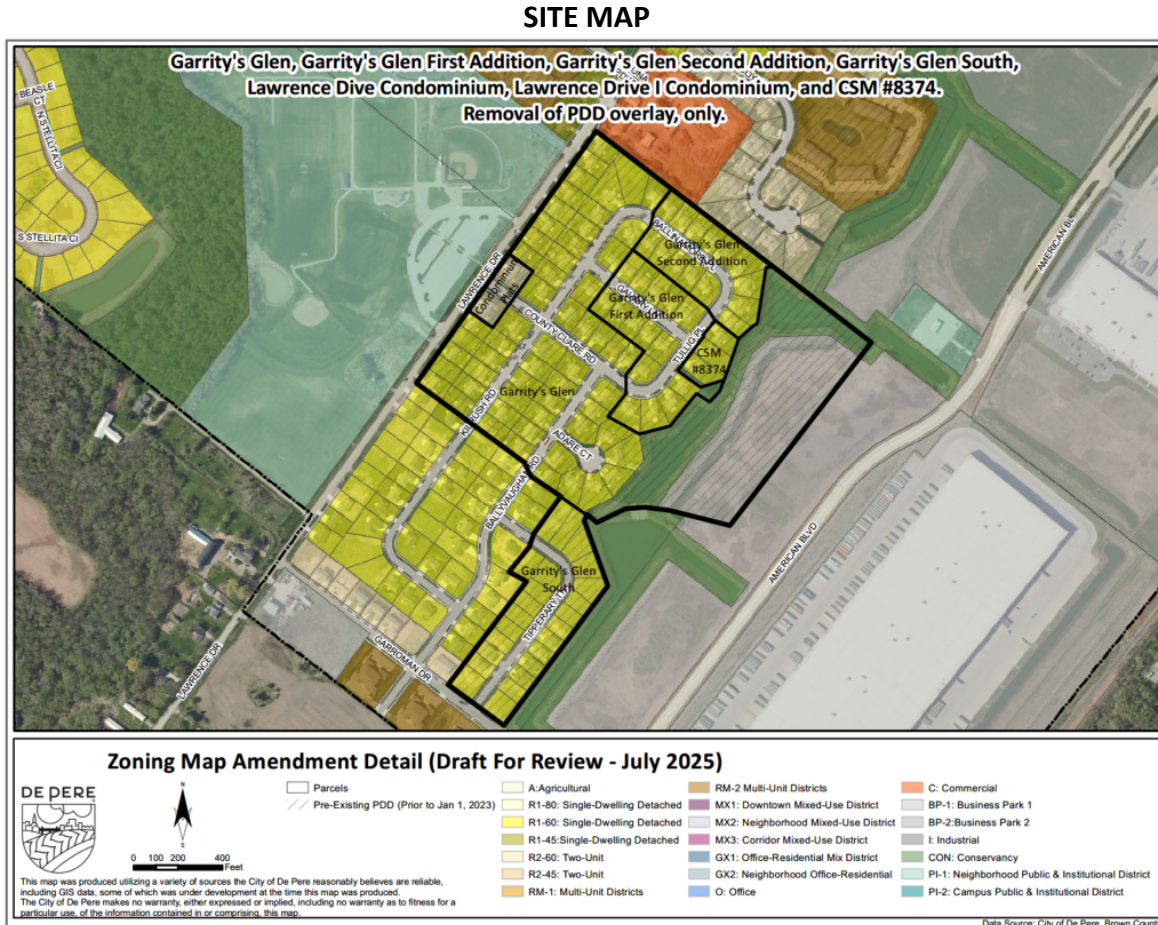 SITE MAP
Garrity's Glen, Garrity's Glen First Addition, Garrity's Glen Second Addition, Garrity's Glen South,
Lawrence Dive Condominium, Lawrence Drive I Condominium, and CSM #8374.
Removal of PDD overlay, only.
BEASLE
CT
N STELLITA CI
S STELLITA CI
LAWRENCE DR
Condominium
Plats
Garrity's Glen
Second Addition
Garrity's Glen
First Addition
TULLIG PL
CSM
#8374
COUNTY CLARE RD
Garrity's Glen
KILRUSH RD
ADARE CT
BALLYVAUGHAN RD
Garrity's Glen
South
TIPPERARY
GARROMAN DR
LAWRENCE DR
AMERICAN BL
AMERICAN BLVD
Zoning Map Amendment Detail (Draft For Review - July 2025)
DE PERE
N
0 100 200 400
Feet
Parcels
Pre-Existing PDD (Prior to Jan 1, 2023)
A:Agricultural
R1-80: Single-Dwelling Detached
R1-60: Single-Dwelling Detached
R1-45:Single-Dwelling Detached
R2-60: Two-Unit
R2-45: Two-Unit
RM-1: Multi-Unit Districts
RM-2 Multi-Unit Districts
MX1: Downtown Mixed-Use District
MX2: Neighborhood Mixed-Use District
MX3: Corridor Mixed-Use District
GX1: Office-Residential Mix District
GX2: Neighborhood Office-Residential
O: Office
C: Commercial
BP-1: Business Park 1
BP-2:Business Park 2
I: Industrial
CON: Conservancy
PI-1: Neighborhood Public & Institutional District
PI-2: Campus Public & Institutional District
This map was produced utilizing a variety of sources the City of De Pere reasonably believes are reliable,
including GIS data, some of which was under development at the time this map was produced.
The City of De Pere makes no warranty, either expressed or implied, including no warranty as to fitness for a
particular use, of the information contained in or comprising, this map.
Data Source: City of De Pere, Brown Count